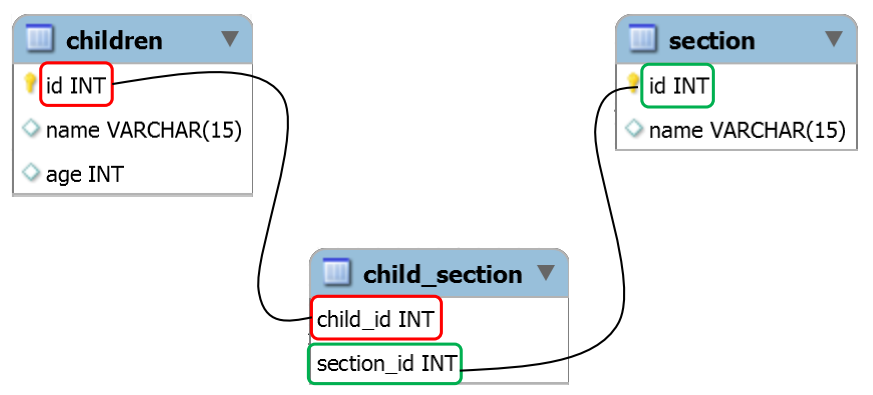 children
id INT
name VARCHAR(15)
age INT
section
id INT
name VARCHAR(15)
child_section
child_id INT
section_id INT